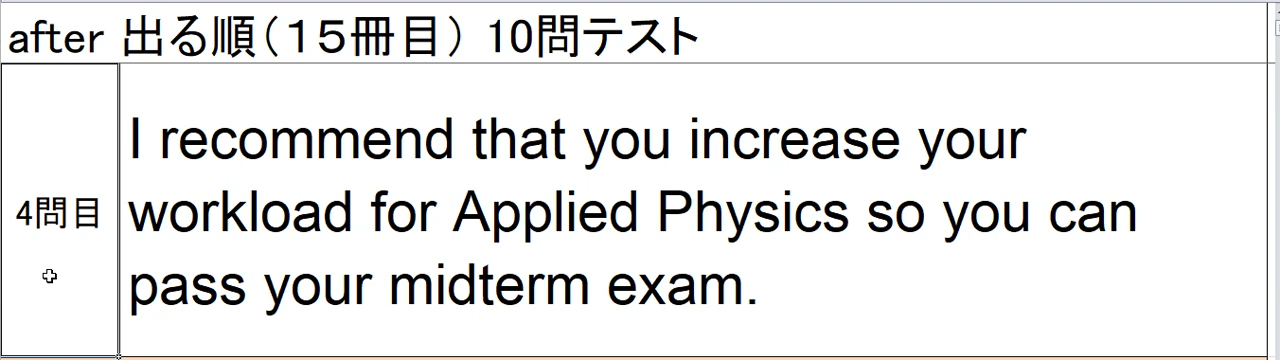 after 出る順（１５冊目） 10問テスト
4問目
I recommend that you increase your
workload for Applied Physics so you can
pass your midterm exam.